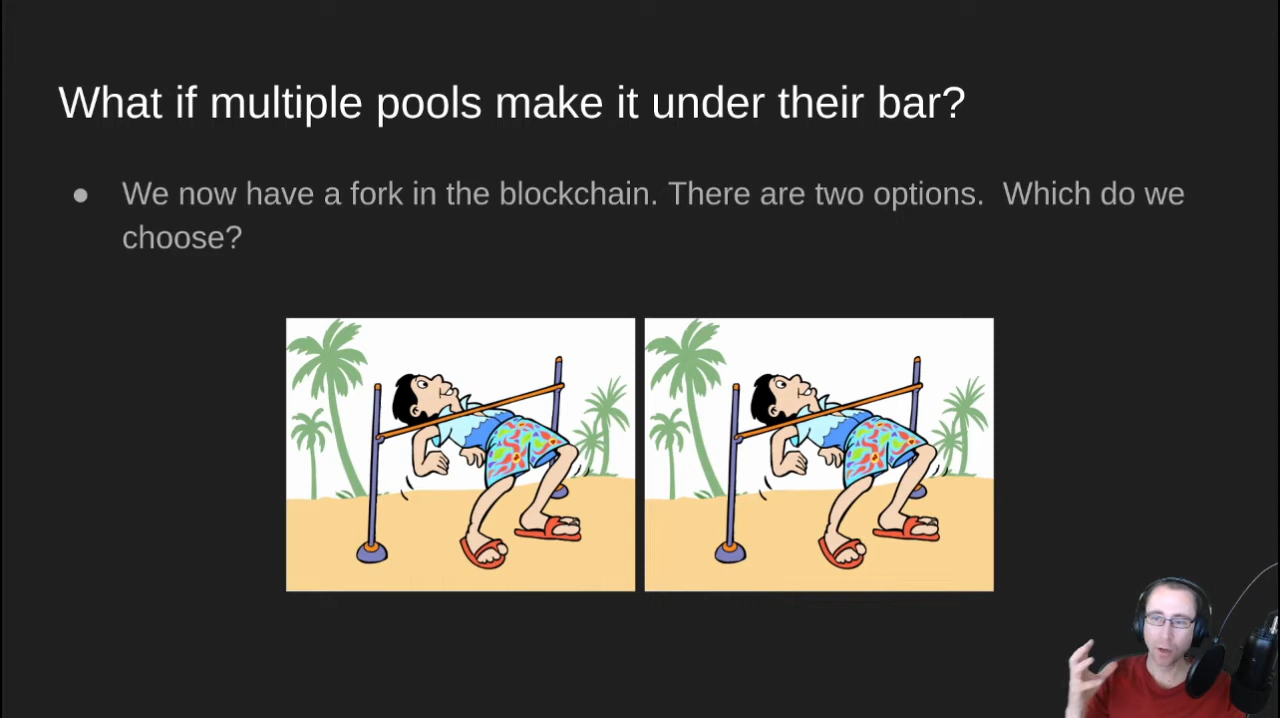 What if multiple pools make it under their bar?
● We now have a fork in the blockchain. There are two options.  Which do we
choose?